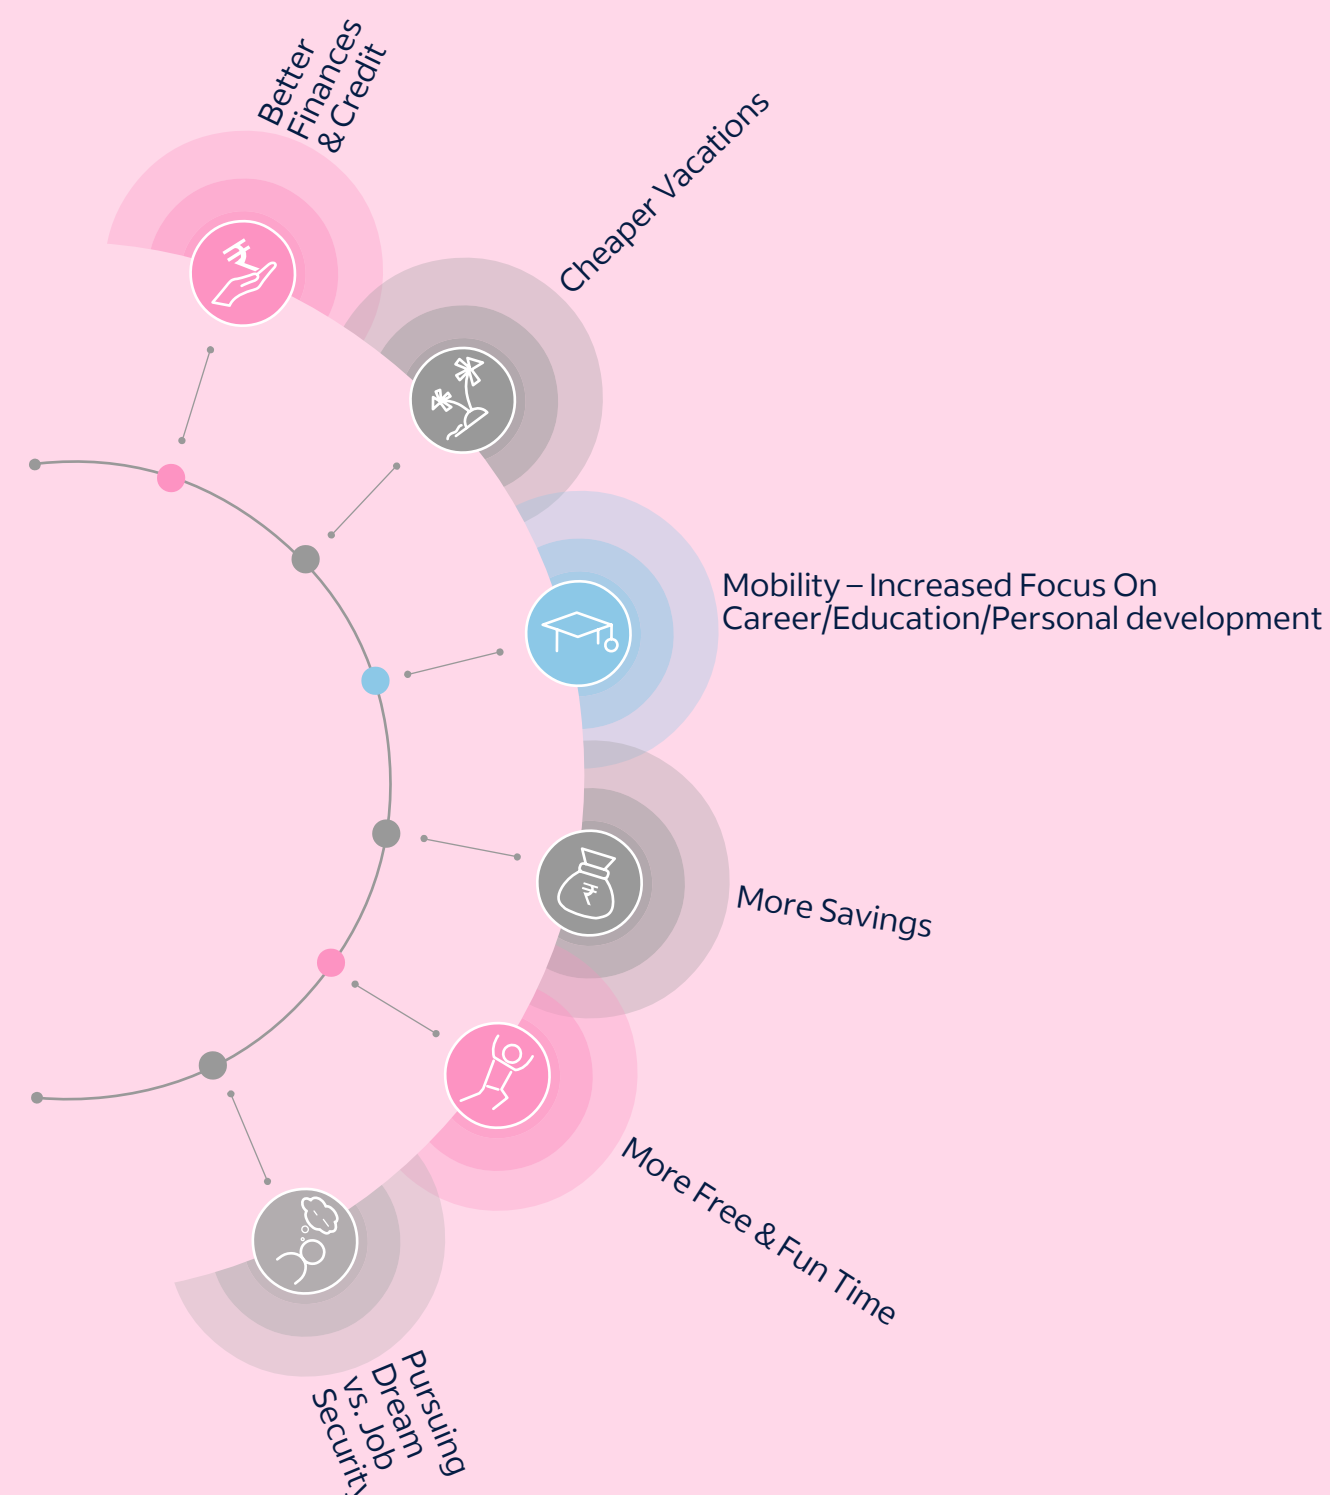 Better
Finances
& Credit
Cheaper Vacations
Mobility – Increased Focus On
Career/Education/Personal development
More Savings
More Free & Fun Time
Pursuing
Dream
vs. Job
Security
₹
₹